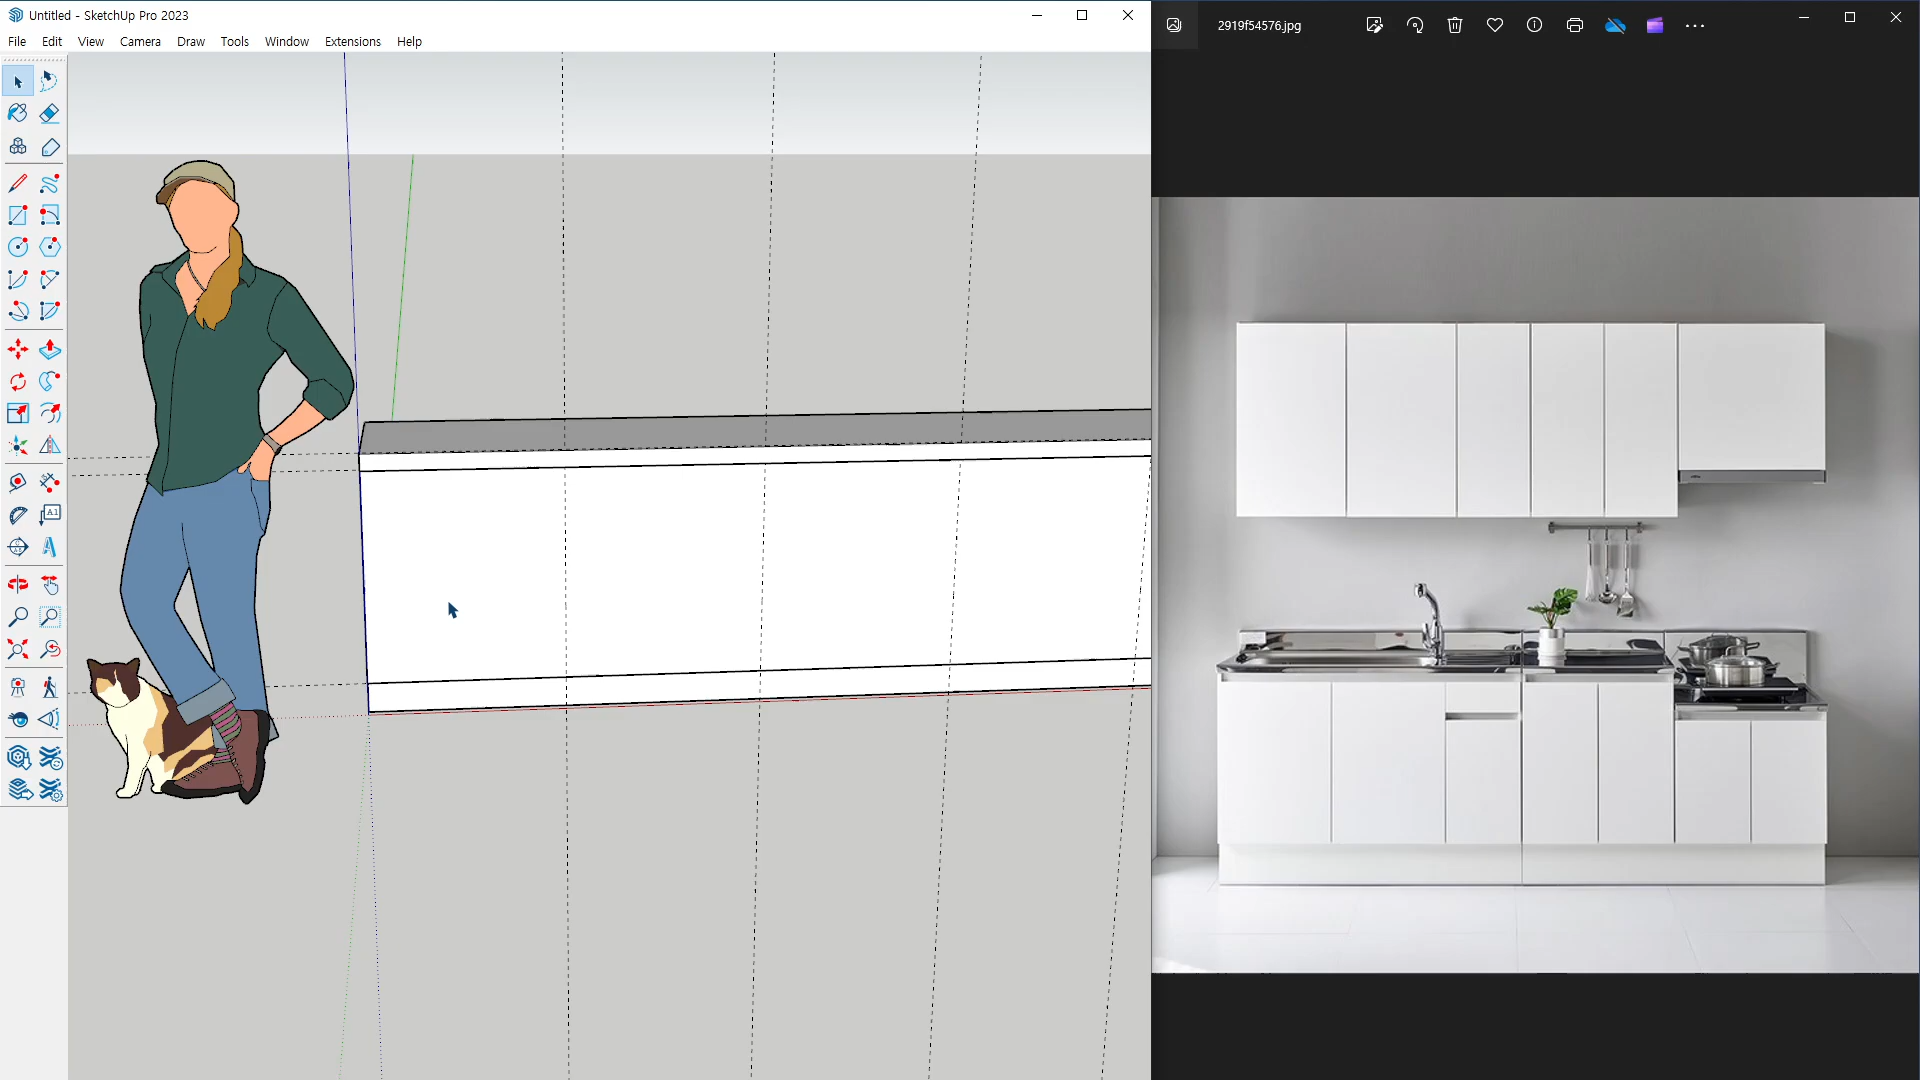 Untitled - SketchUp Pro 2023
File Edit View Camera Draw Tools Window Extensions Help
2919f54576.jpg